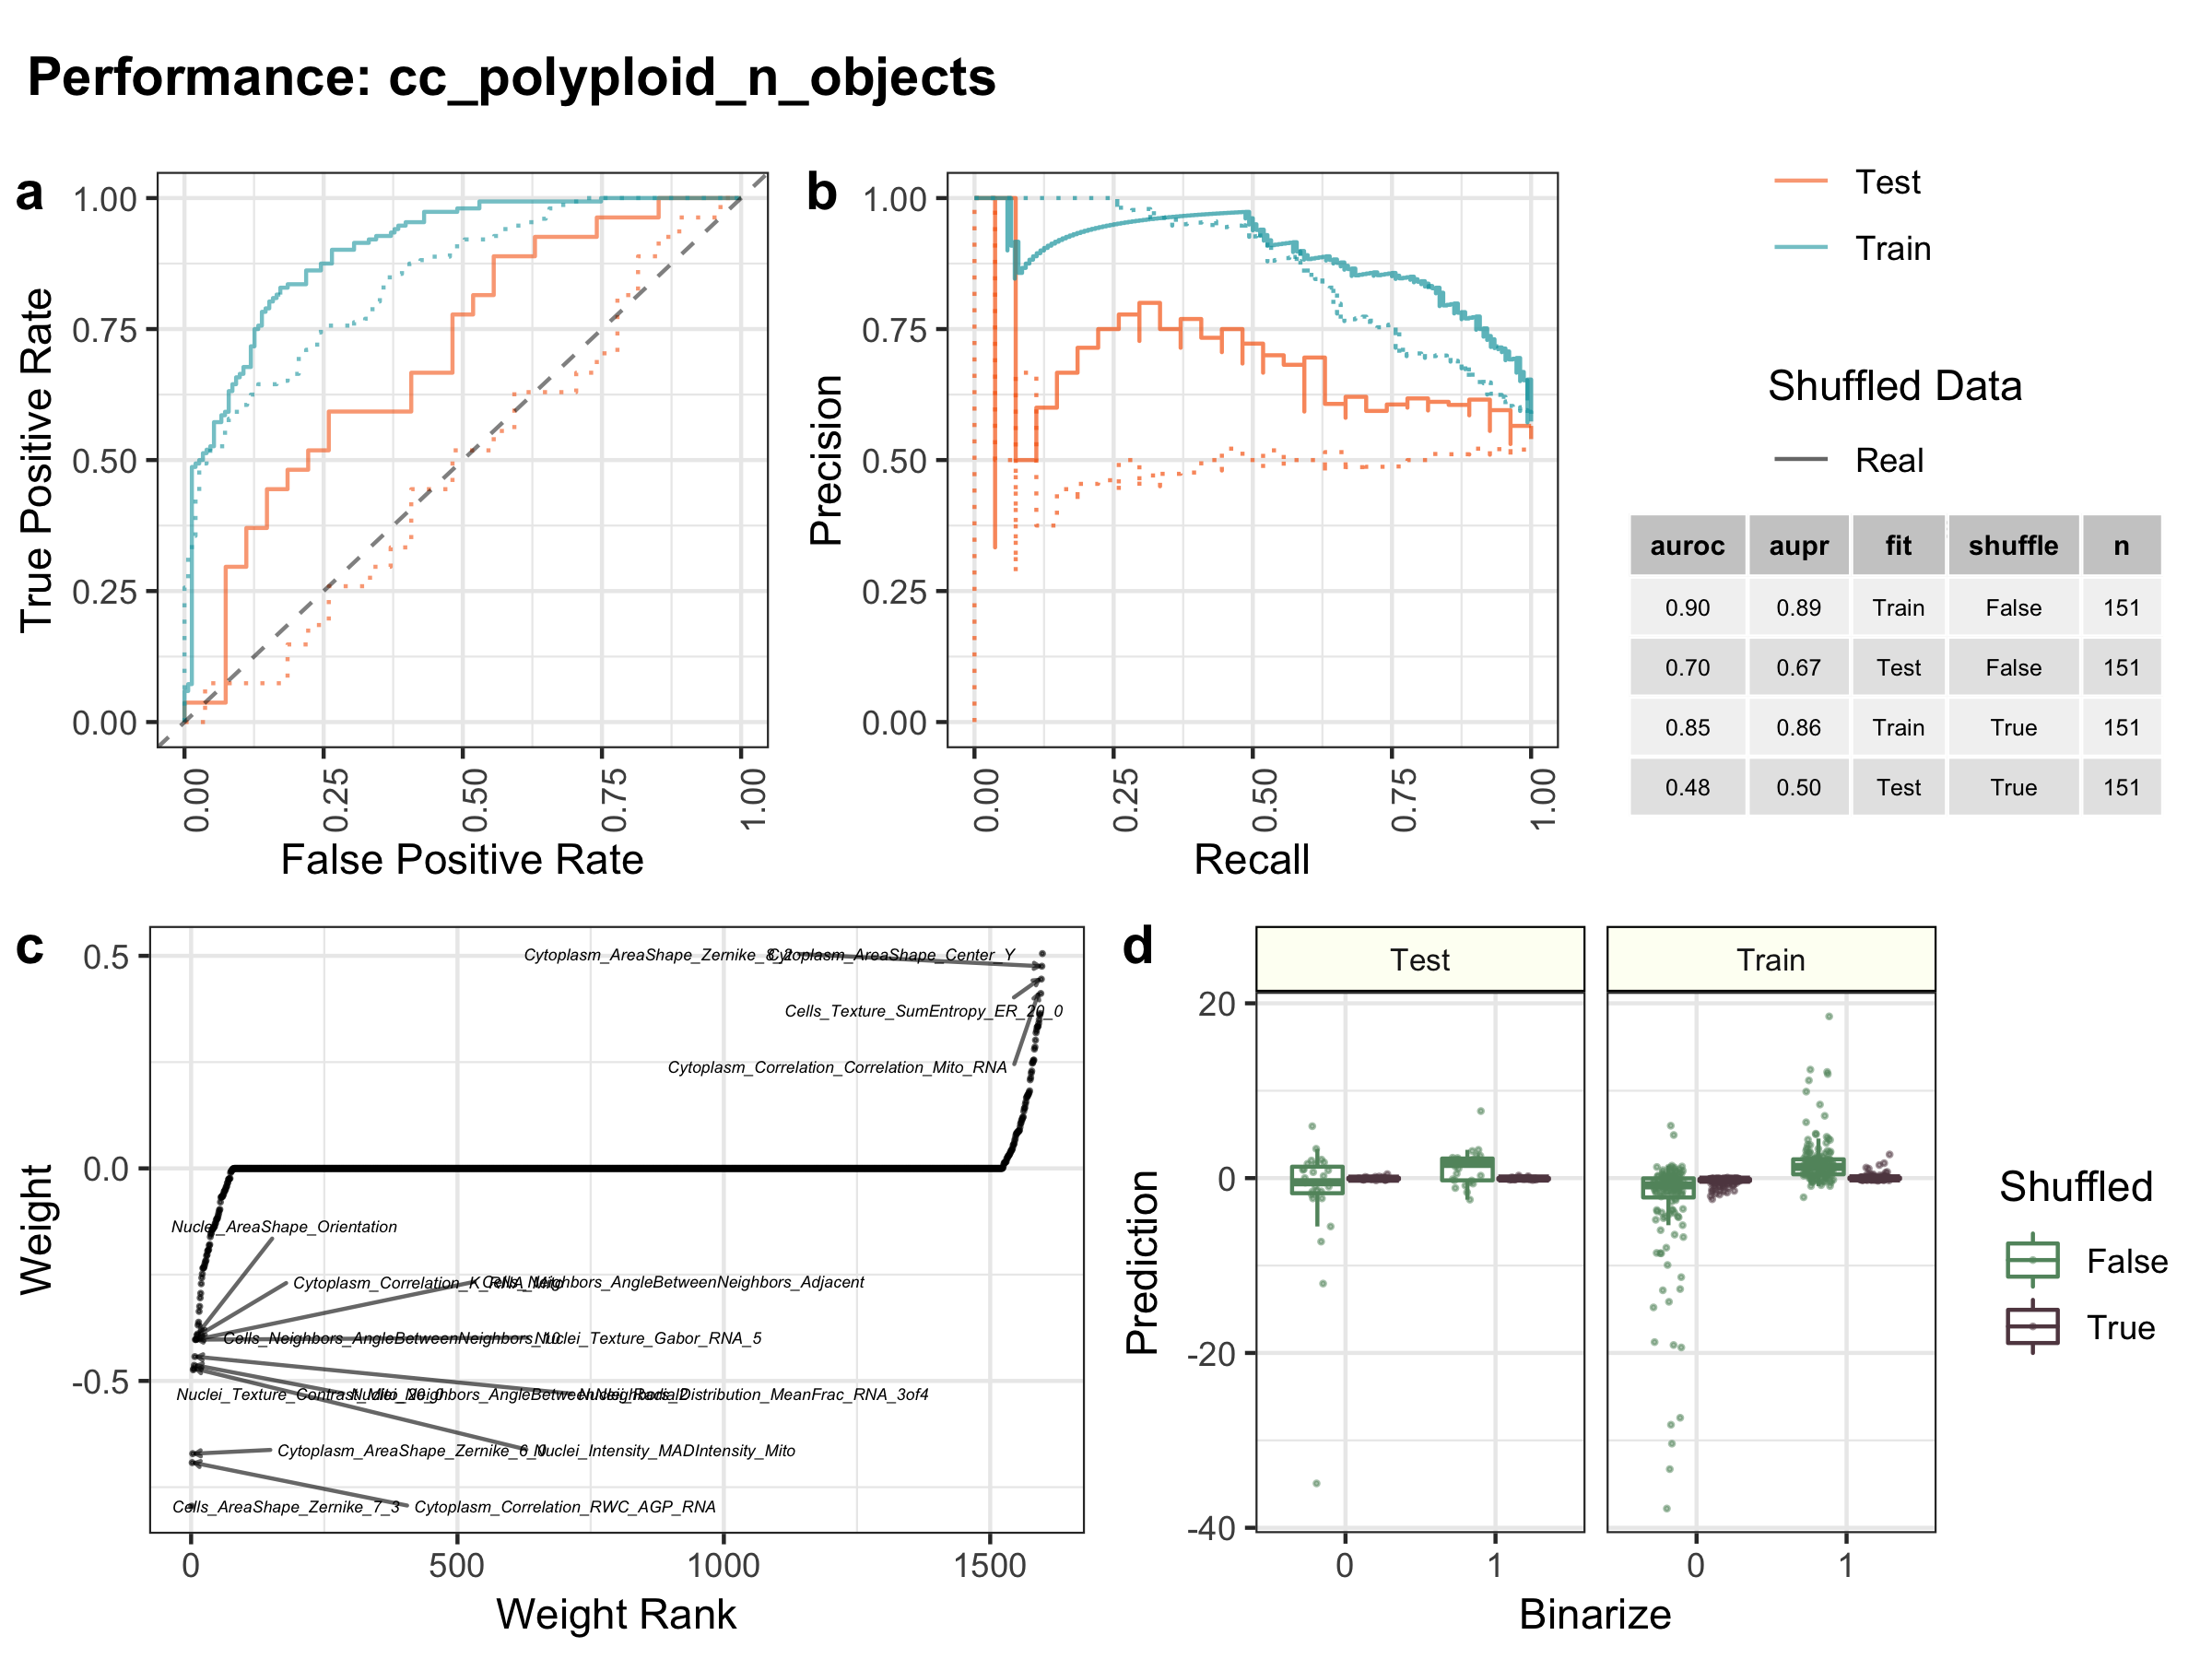 Performance: cc_polyploid_n_objects
a
True Positive Rate
1.00
0.75
0.50
0.25
0.00
0.00 0.25 0.50 0.75 1.00
False Positive Rate
b
Precision
1.00
0.75
0.50
0.25
0.00
0.00 0.25 0.50 0.75 1.00
Recall
Test
Train
Shuffled Data
Real
auroc aupr fit shuffle n
0.90 0.89 Train False 151
0.70 0.67 Test False 151
0.85 0.86 Train True 151
0.48 0.50 Test True 151
c
Weight
0.5
0.0
-0.5
Cytoplasm_AreaShape_Zernike_8_2
Cytoplasm_AreaShape_Center_Y
Cells_Texture_SumEntropy_ER_20_0
Cytoplasm_Correlation_Correlation_Mito_RNA
Nuclei_AreaShape_Orientation
Cytoplasm_Correlation_K_RNA_Mito
Cells_Neighbors_AngleBetweenNeighbors_Adjacent
Cells_Neighbors_AngleBetweenNeighbors_10
Nuclei_Texture_Gabor_RNA_5
Nuclei_Texture_Contrast_Mito_20_0
Nuclei_Neighbors_AngleBetweenNeighbors_2
Nuclei_RadialDistribution_MeanFrac_RNA_3of4
Cytoplasm_AreaShape_Zernike_6_0
Nuclei_Intensity_MADIntensity_Mito
Cells_AreaShape_Zernike_7_3
Cytoplasm_Correlation_RWC_AGP_RNA
0 500 1000 1500
Weight Rank
d
Test Train
Prediction
20
0
-20
-40
0 1 0 1
Binarize
Shuffled
False
True